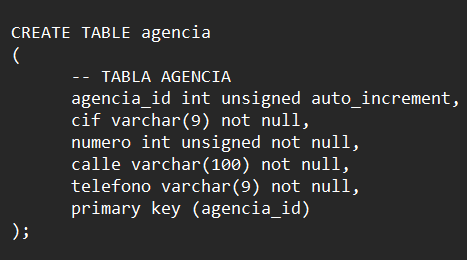 CREATE TABLE agencia
(
-- TABLA AGENCIA
agencia_id int unsigned auto_increment,
cif varchar(9) not null,
numero int unsigned not null,
calle varchar(100) not null,
telefono varchar(9) not null,
primary key (agencia_id)
);